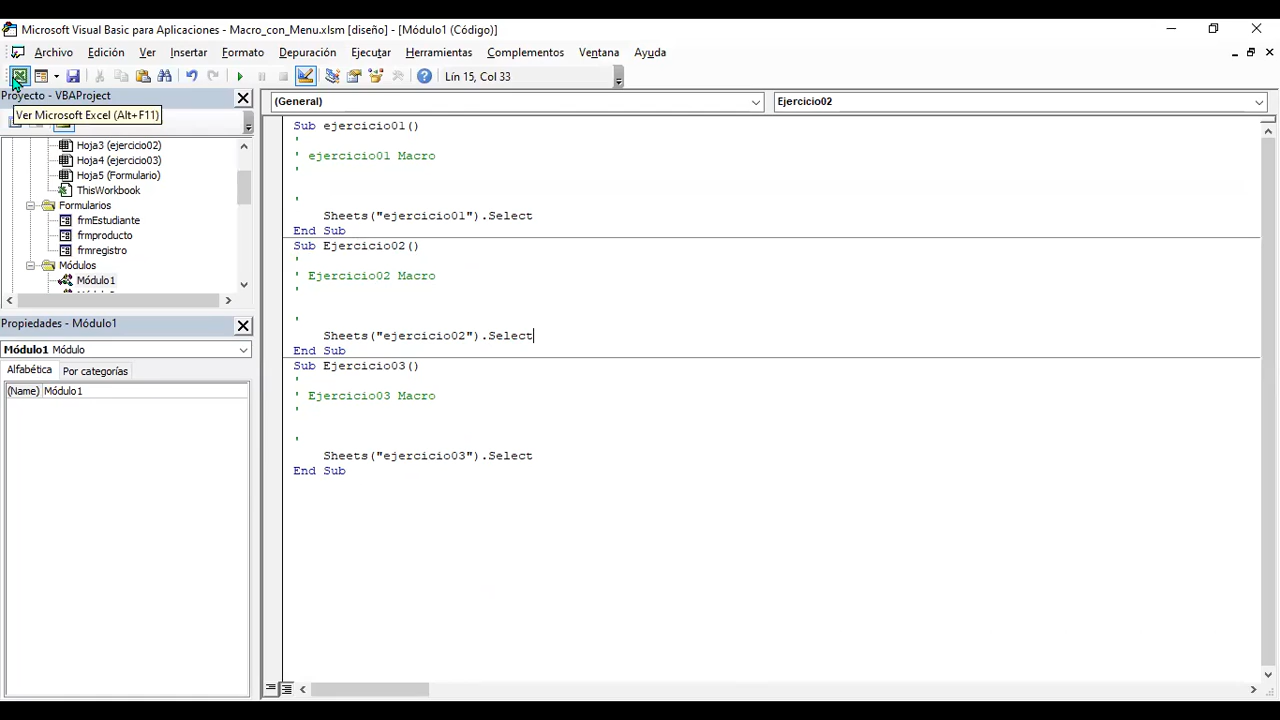 Microsoft Visual Basic para Aplicaciones - Macro_con_Menu.xlsm [diseño] - [Módulo1 (Código)]
Archivo Edición Ver Insertar Formato Depuración Ejecutar Herramientas Complementos Ventana Ayuda
Lín 15, Col 33
Proyecto - VBAProject
Ver Microsoft Excel (Alt+F11)
Hoja3 (ejercicio02)
Hoja4 (ejercicio03)
Hoja5 (Formulario)
ThisWorkbook
Formularios
frmEstudiante
frmproducto
frmregistro
Módulos
Módulo1
Propiedades - Módulo1
Módulo1 Módulo
Alfabética Por categorías
(Name) Módulo1
(General) Ejercicio02
Sub ejercicio01()
'
' ejercicio01 Macro
'
'
Sheets("ejercicio01").Select
End Sub
Sub Ejercicio02()
'
' Ejercicio02 Macro
'
'
Sheets("ejercicio02").Select
End Sub
Sub Ejercicio03()
'
' Ejercicio03 Macro
'
'
Sheets("ejercicio03").Select
End Sub